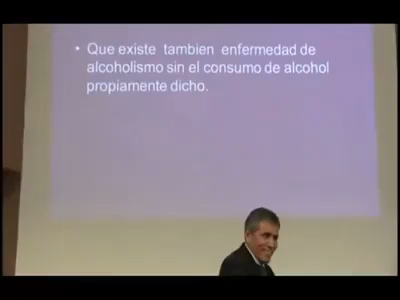 • Que existe tambien enfermedad de
alcoholismo sin el consumo de alcohol
propiamente dicho.